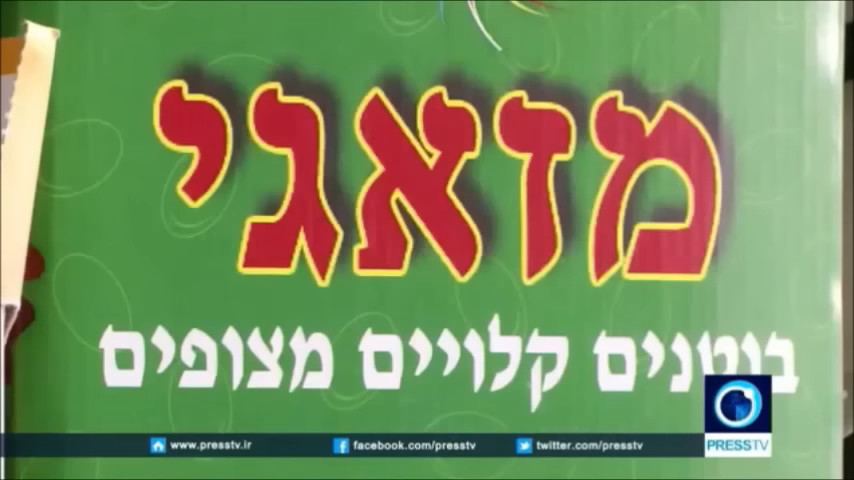 מזאגי
בוטנים קלויים מצופים
PRESSTV
www.presstv.ir
facebook.com/presstv
twitter.com/presstv